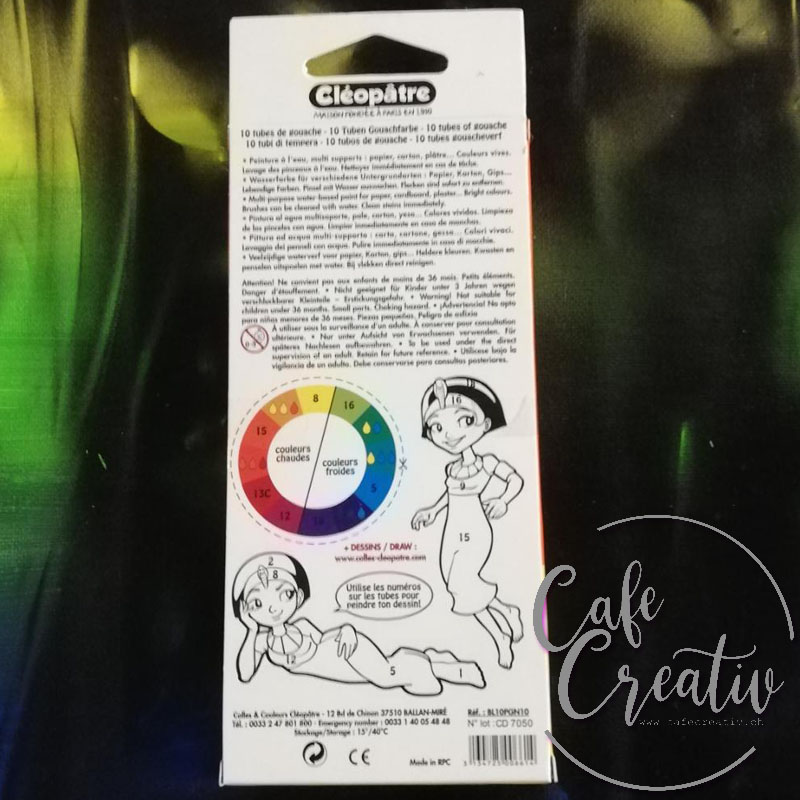 Cléopâtre
MAISON FONDÉE À PARIS EN 1930
10 tubes de gouache - 10 Tuben Gouachfarbe - 10 tubes of gouache
10 tubi di tempera - 10 tubos de gouache - 10 tubes gouacheverf
• Peinture à l'eau, multi supports : papier, carton, plâtre... Couleurs vives.
Lavage des pinceaux à l'eau. Nettoyer immédiatement en cas de tâche.
• Wasserfarbe für verschiedene Untergrundarten : Papier, Karton, Gips...
Lebendige Farben. Pinsel mit Wasser auswaschen. Flecken sind sofort zu entfernen.
• Multi purpose water-based paint for paper, cardboard, plaster... Bright colours.
Brushes can be cleaned with water. Clean stains immediately.
• Pintura al agua multisoporte, pale, carton, yeso... Colores vividos. Limpieza
de los pinceles con agua. Limpiar immediatamente en caso de mancha.
• Pittura ad acqua multi-supporto : carta, cartone, gesso... Colori vivaci.
Lavaggio dei pennelli con acqua. Pulire immediatamente in caso di macchie.
• Veelzijdige waterverf voor papier, Karton, gips... Heldere kleuren. Kwasten en
penselen uitspoelen met water. Bij vlekken direct reinigen.
Attention! Ne convient pas aux enfants de moins de 36 mois. Petits éléments.
Danger d'étouffement. • Nicht geeignet für Kinder unter 3 Jahren wegen
verschluckbarer Kleinteile - Erstickungsgefahr. • Warning! Not suitable for
children under 36 months. Small parts. Choking hazard. • ¡Advertencia! No apto
para niños menores de 36 meses. Piezas pequeñas. Peligro de asfixia
0-3
À utiliser sous la surveillance d'un adulte. À conserver pour consultation
ultérieure. • Nur unter Aufsicht von Erwachsenen verwenden. Für
späteres Nachlesen aufbewahren. • To be used under the direct
supervision of an adult. Retain for future reference. • Utilícese bajo la
vigilancia de un adulto. Debe conservarse para consultas posteriores.
8
16
15
couleurs
chaudes
couleurs
froides
5
13C
12
16
9
15
+ DESSINS / DRAW :
www.colles-cleopatre.com
2
8
Utilise les numéros
sur les tubes pour
peindre ton dessin!
12
5
1
Colles & Couleurs Cléopâtre - 12 Bd de Chinon 37510 BALLAN-MIRÉ
Tél. : 0033 2 47 801 800 - Emergency number : 0033 1 40 05 48 48
Stockage/Storage : 15°/40°C
Réf. : BL10PGN10
N° lot : CD 7050
CE
Made in RPC
3 134725 006614
Cafe
Creativ
www.cafecreativ.ch